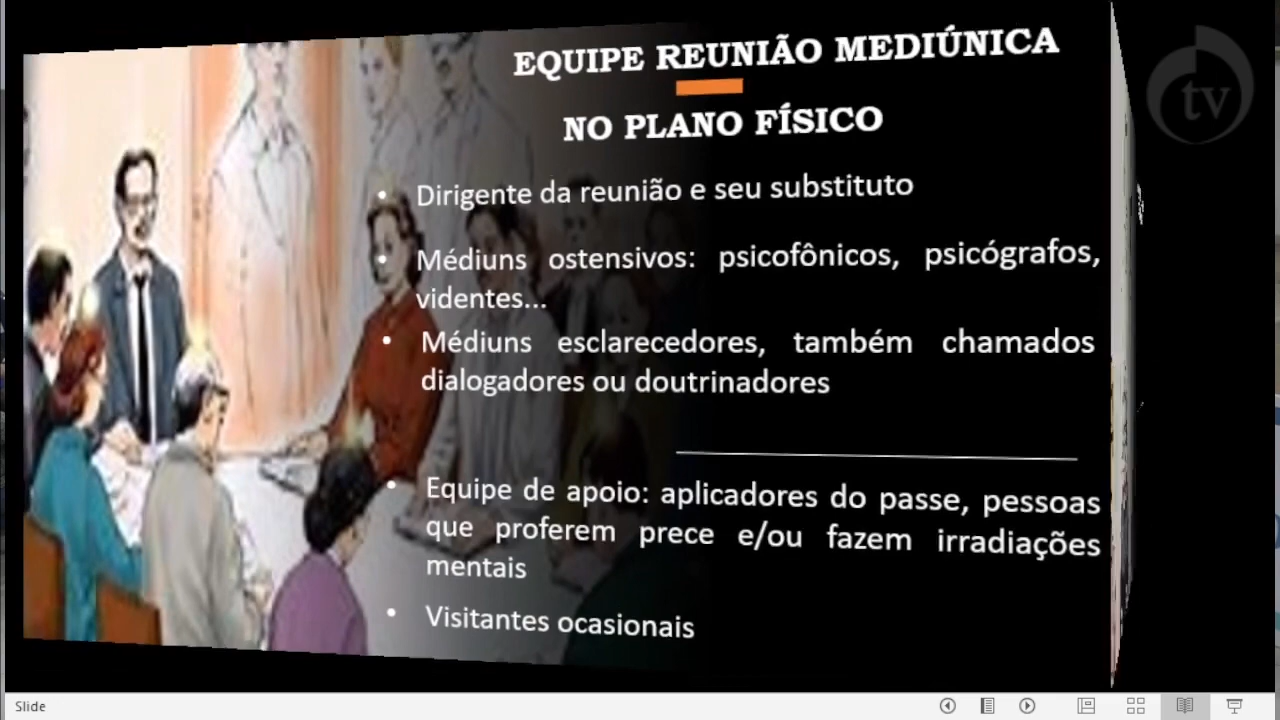 EQUIPE REUNIÃO MEDIÚNICA
NO PLANO FÍSICO
• Dirigente da reunião e seu substituto
• Médiuns ostensivos: psicofônicos, psicógrafos,
videntes...
• Médiuns esclarecedores, também chamados
dialogadores ou doutrinadores
• Equipe de apoio: aplicadores do passe, pessoas
que proferem prece e/ou fazem irradiações
mentais
• Visitantes ocasionais
tv
Slide